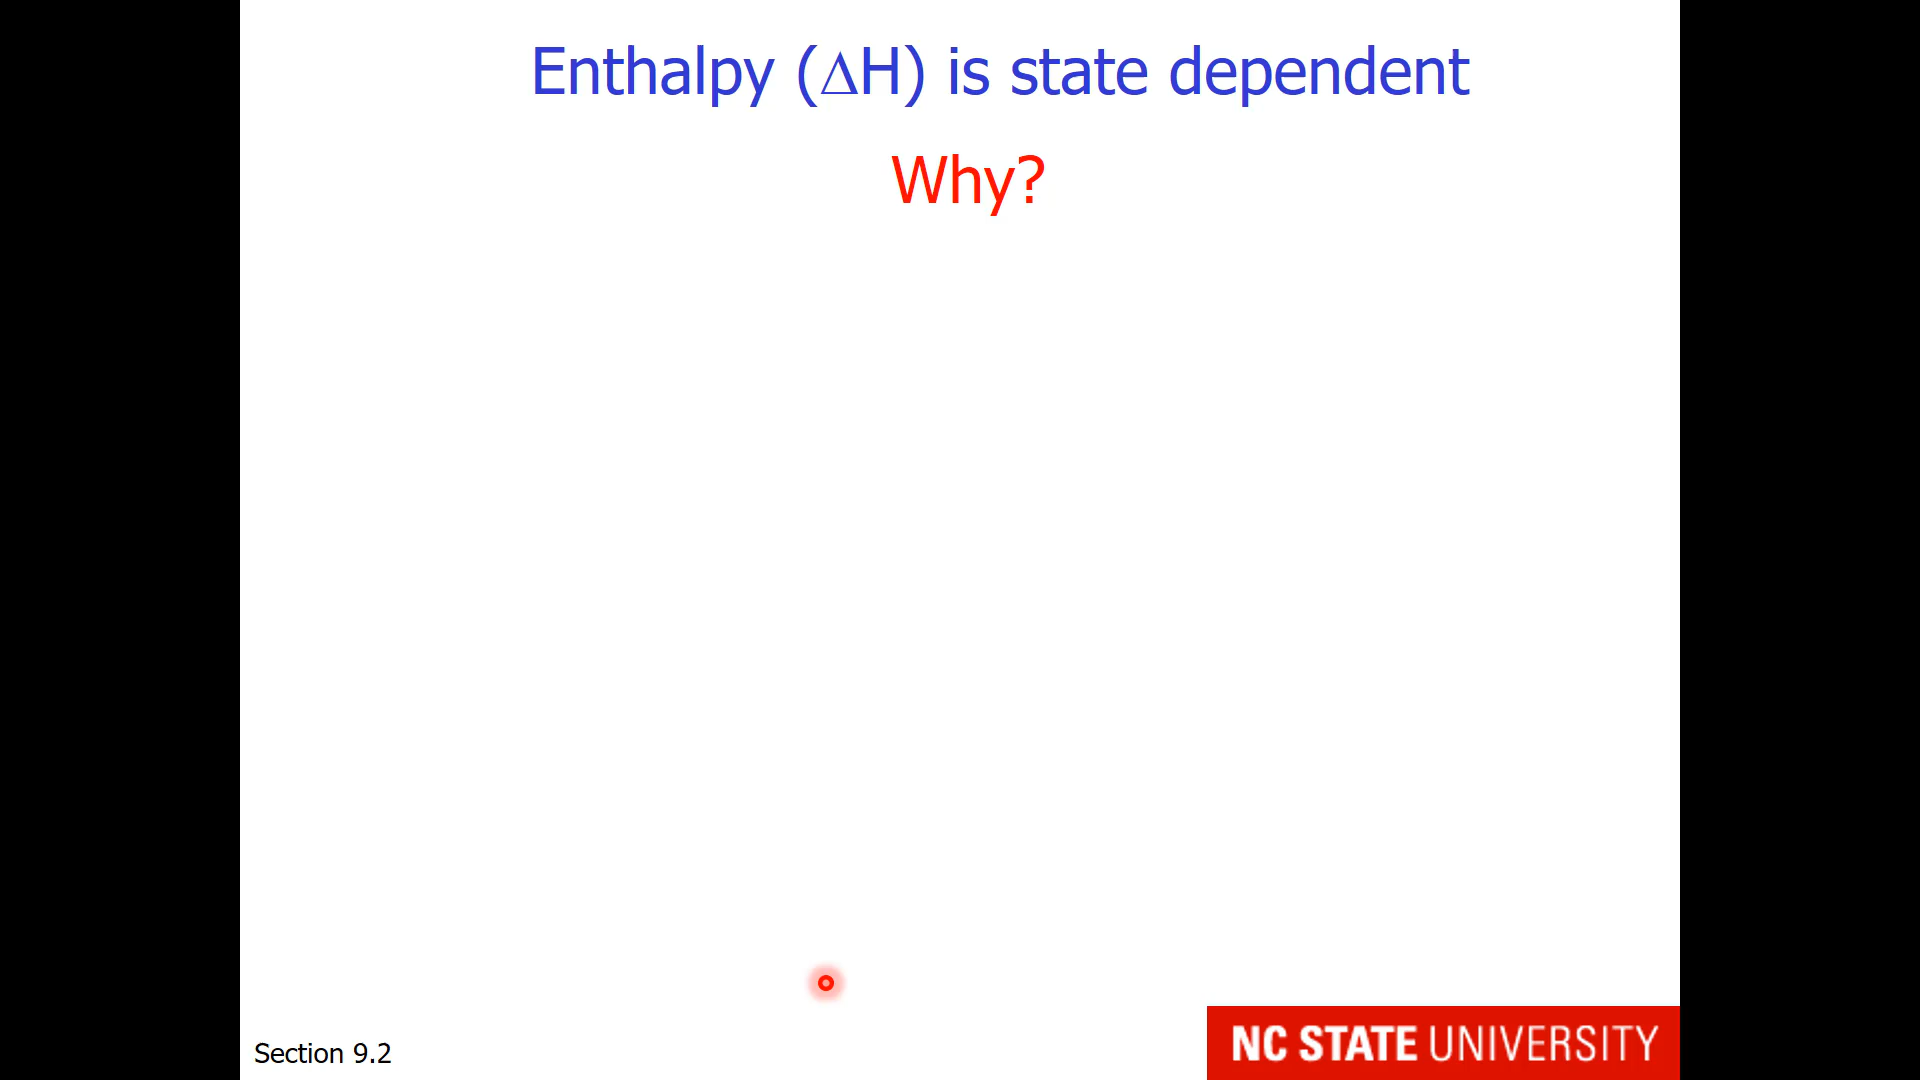 Enthalpy (ΔH) is state dependent
Why?
Section 9.2
NC STATE UNIVERSITY